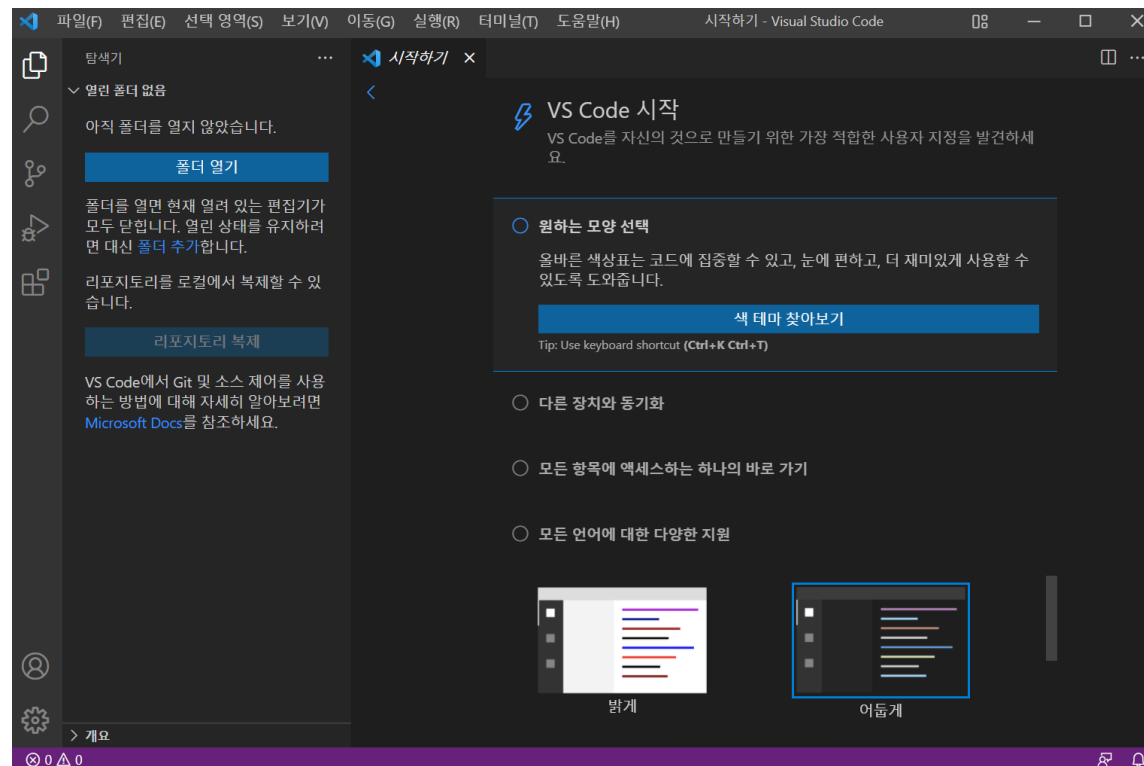 파일(F) 편집(E) 선택 영역(S) 보기(V) 이동(G) 실행(R) 터미널(T) 도움말(H) 시작하기 - Visual Studio Code
탐색기
시작하기
열린 폴더 없음
아직 폴더를 열지 않았습니다.
폴더 열기
폴더를 열면 현재 열려 있는 편집기가
모두 닫힙니다. 열린 상태를 유지하려
면 대신 폴더 추가합니다.
리포지토리를 로컬에서 복제할 수 있
습니다.
리포지토리 복제
VS Code에서 Git 및 소스 제어를 사용
하는 방법에 대해 자세히 알아보려면
Microsoft Docs를 참조하세요.
개요
VS Code 시작
VS Code를 자신의 것으로 만들기 위한 가장 적합한 사용자 지정을 발견하세
요.
원하는 모양 선택
올바른 색상표는 코드에 집중할 수 있고, 눈에 편하고, 더 재미있게 사용할 수
있도록 도와줍니다.
색 테마 찾아보기
Tip: Use keyboard shortcut (Ctrl+K Ctrl+T)
다른 장치와 동기화
모든 항목에 액세스하는 하나의 바로 가기
모든 언어에 대한 다양한 지원
밝게
어둡게
0 0